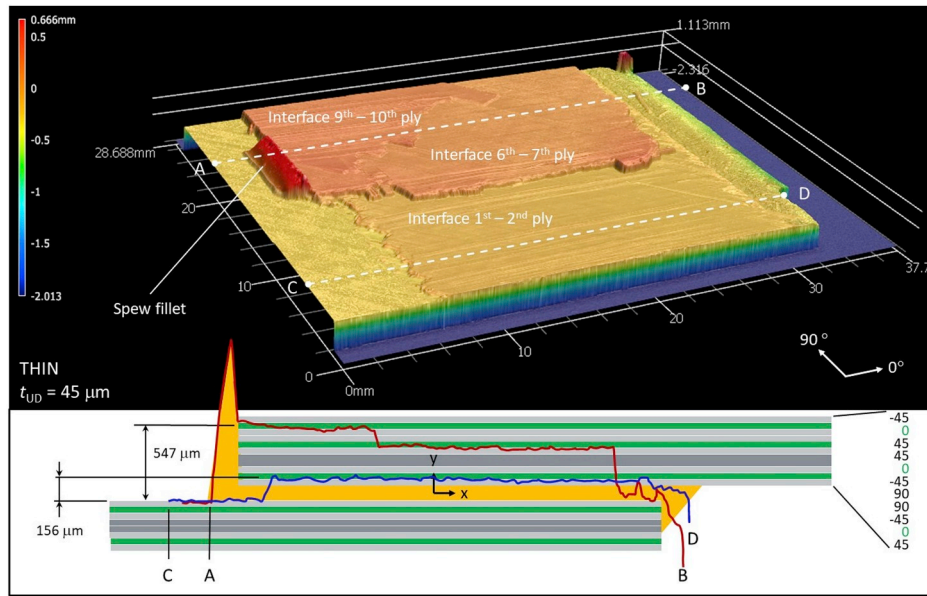 0.666mm
0.5
0
-0.5
-1
-1.5
-2.013
1.113mm
-2.316
B
Interface 9th – 10th ply
28.688mm
A
Interface 6th – 7th ply
20
D
Interface 1st – 2nd ply
C
10
37.7
Spew fillet
30
20
10
90 °
0°
THIN
tUD = 45 μm
0
0mm
-45
0
45
45
0
-45
90
90
-45
0
45
547 μm
y
x
156 μm
C
A
D
B